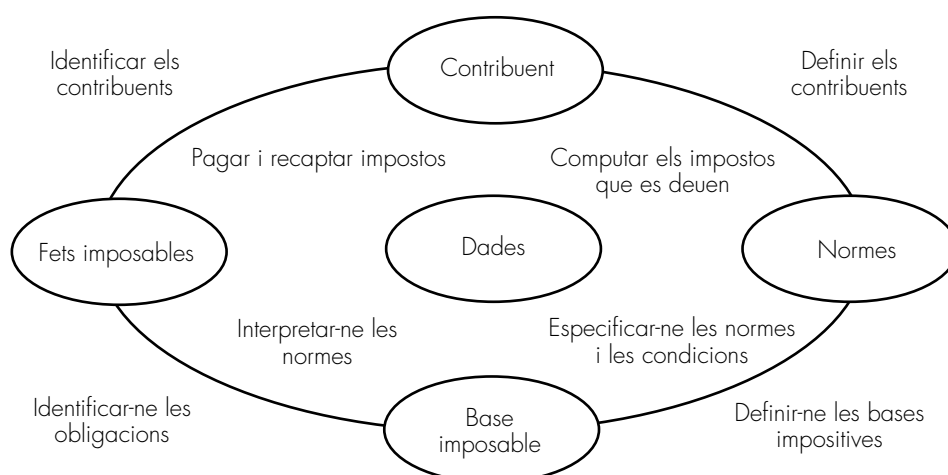 Identificar els
contribuents
Contribuent
Definir els
contribuents
Pagar i recaptar impostos
Computar els impostos
que es deuen
Fets imposables
Dades
Normes
Interpretar-ne les
normes
Especificar-ne les normes
i les condicions
Identificar-ne les
obligacions
Base
imposable
Definir-ne les bases
impositives